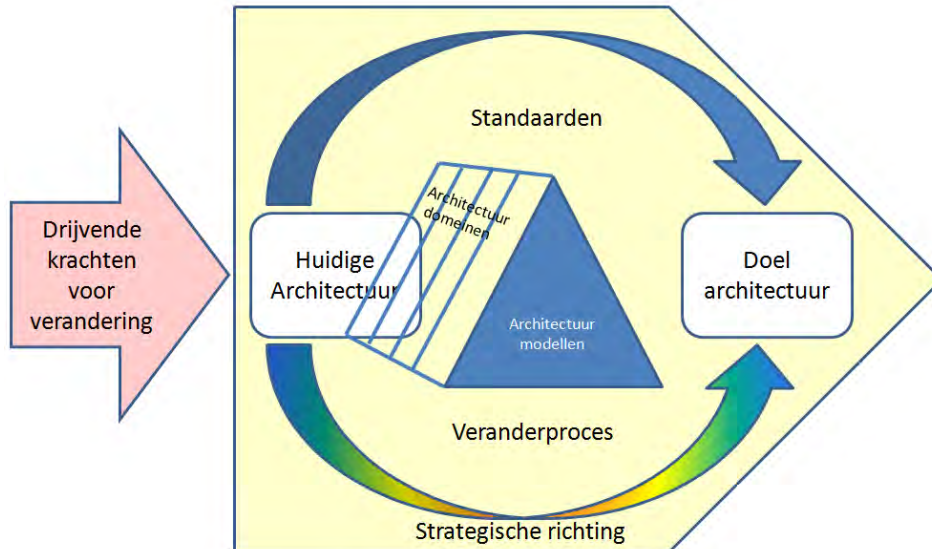 Standaarden
Architectuur
domeinen
Drijvende
krachten
voor
verandering
Huidige
Architectuur
Doel
architectuur
Architectuur
modellen
Veranderproces
Strategische richting